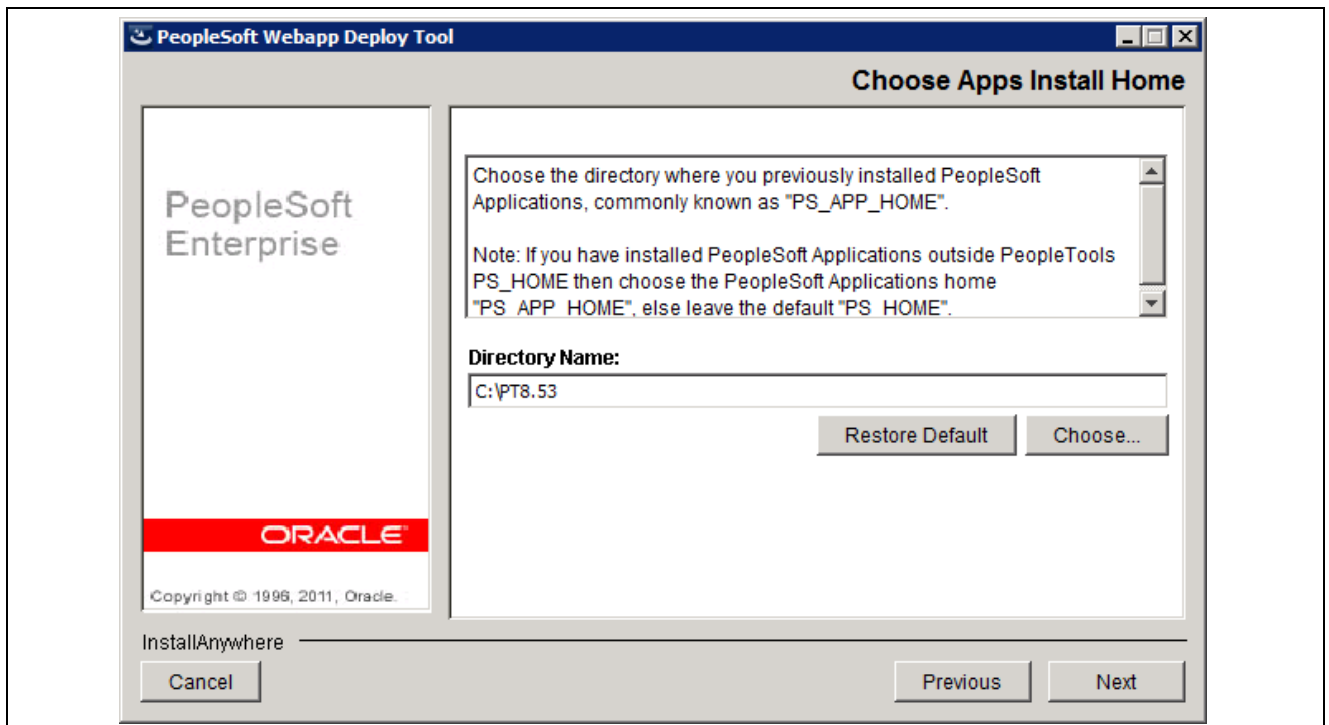 PeopleSoft Webapp Deploy Tool
Choose Apps Install Home
PeopleSoft
Enterprise
ORACLE
Copyright © 1996, 2011, Oracle.
Choose the directory where you previously installed PeopleSoft
Applications, commonly known as "PS_APP_HOME".
Note: If you have installed PeopleSoft Applications outside PeopleTools
PS_HOME then choose the PeopleSoft Applications home
"PS_APP_HOME", else leave the default "PS_HOME".
Directory Name:
C:\PT8.53
Restore Default
Choose...
InstallAnywhere
Cancel
Previous
Next